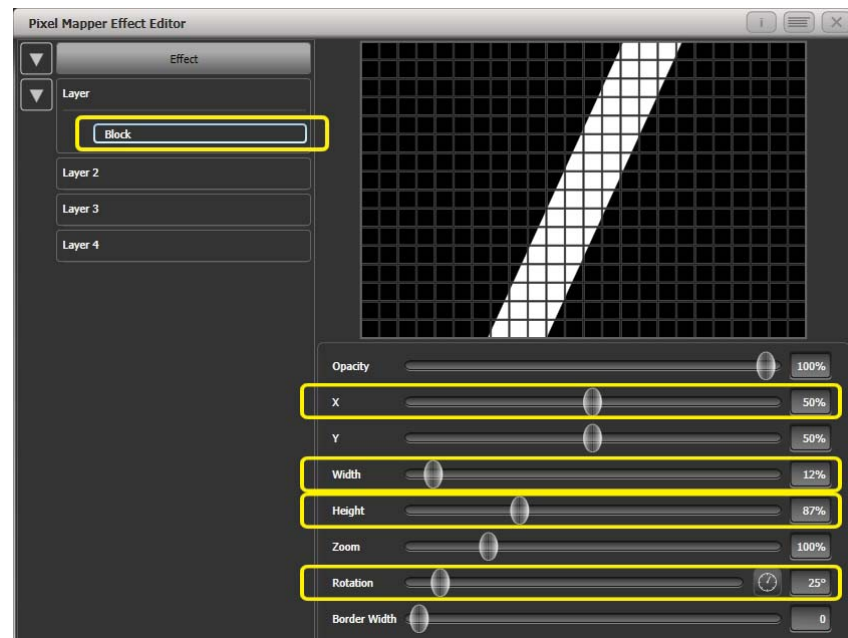 Pixel Mapper Effect Editor
Effect
Layer
Block
Layer 2
Layer 3
Layer 4
Opacity 100%
X 50%
Y 50%
Width 12%
Height 87%
Zoom 100%
Rotation 25º
Border Width 0